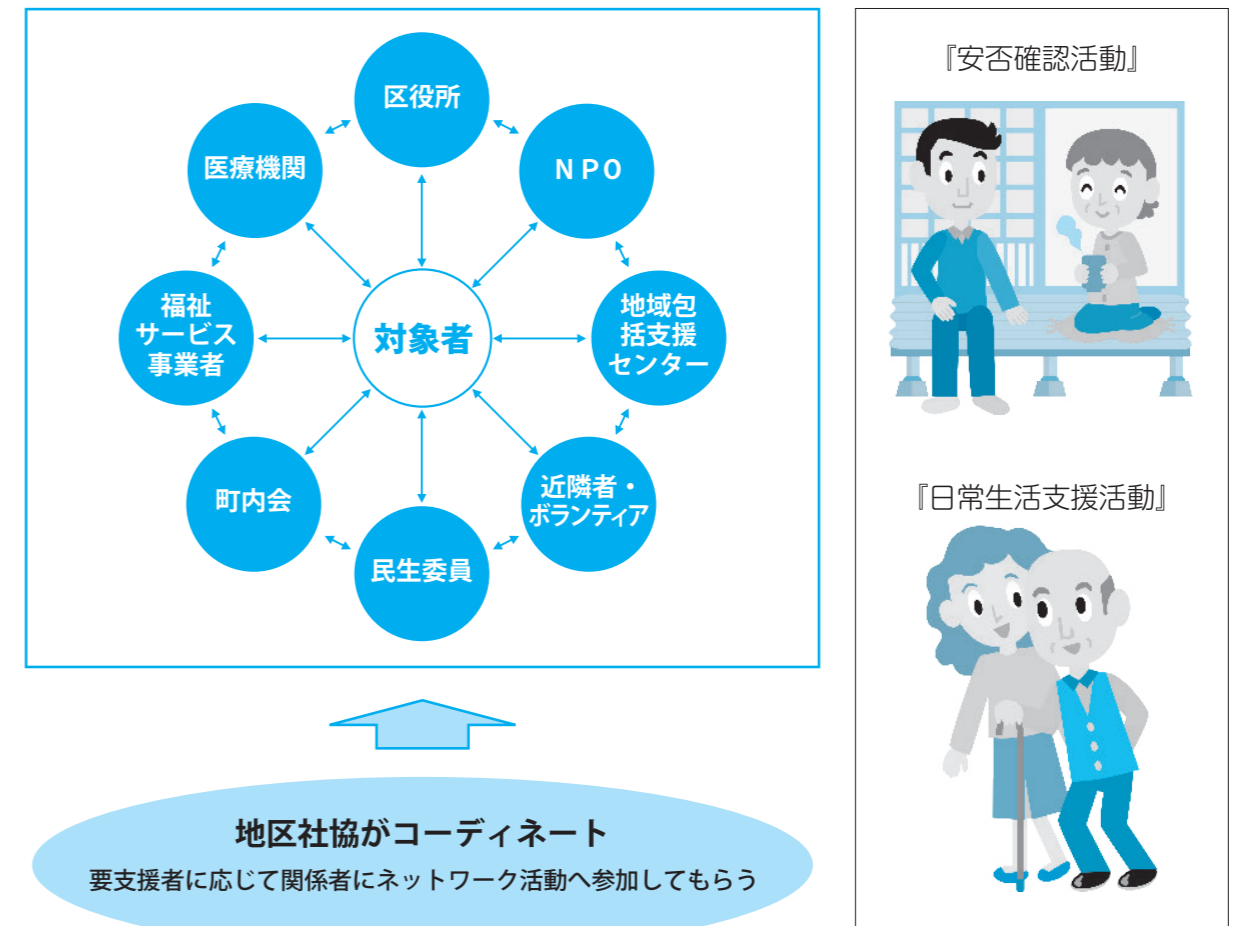 区役所
医療機関
NPO
福祉
サービス
事業者
対象者
地域包
括支援
センター
町内会
近隣者・
ボランティア
民生委員
地区社協がコーディネート
要支援者に応じて関係者にネットワーク活動へ参加してもらう
『安否確認活動』
『日常生活支援活動』